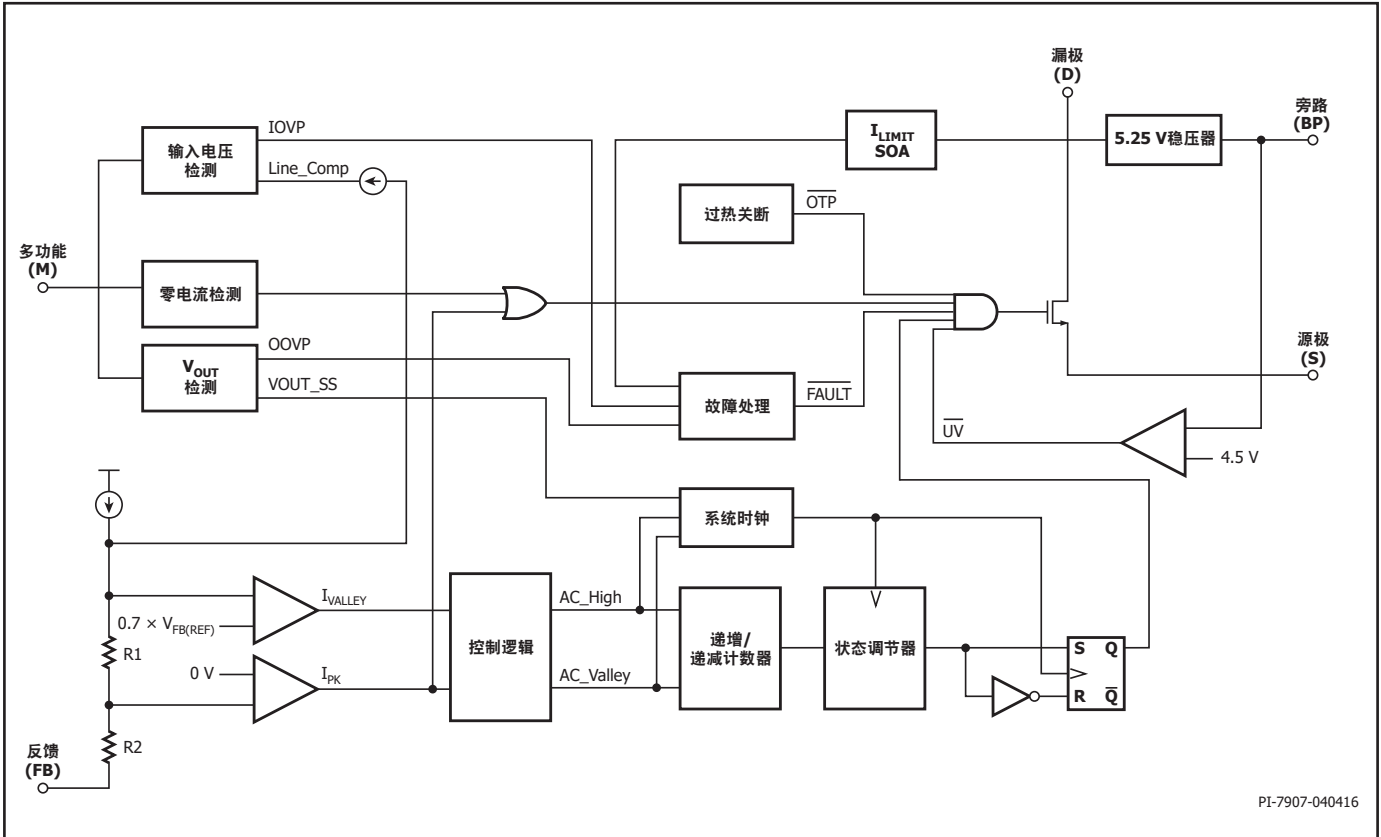 漏极
(D)
旁路
(BP)
I_LIMIT
SOA
5.25 V稳压器
输入电压
检测
IOVP
Line_Comp
过热关断
OTP
多功能
(M)
零电流检测
源极
(S)
V_OUT
检测
OOVP
VOUT_SS
故障处理
FAULT
UV
4.5 V
系统时钟
I_VALLEY
0.7 × V_FB(REF)
R1
0 V
I_PK
控制逻辑
AC_High
AC_Valley
递增/
递减计数器
状态调节器
S Q
R Q
R2
反馈
(FB)
PI-7907-040416